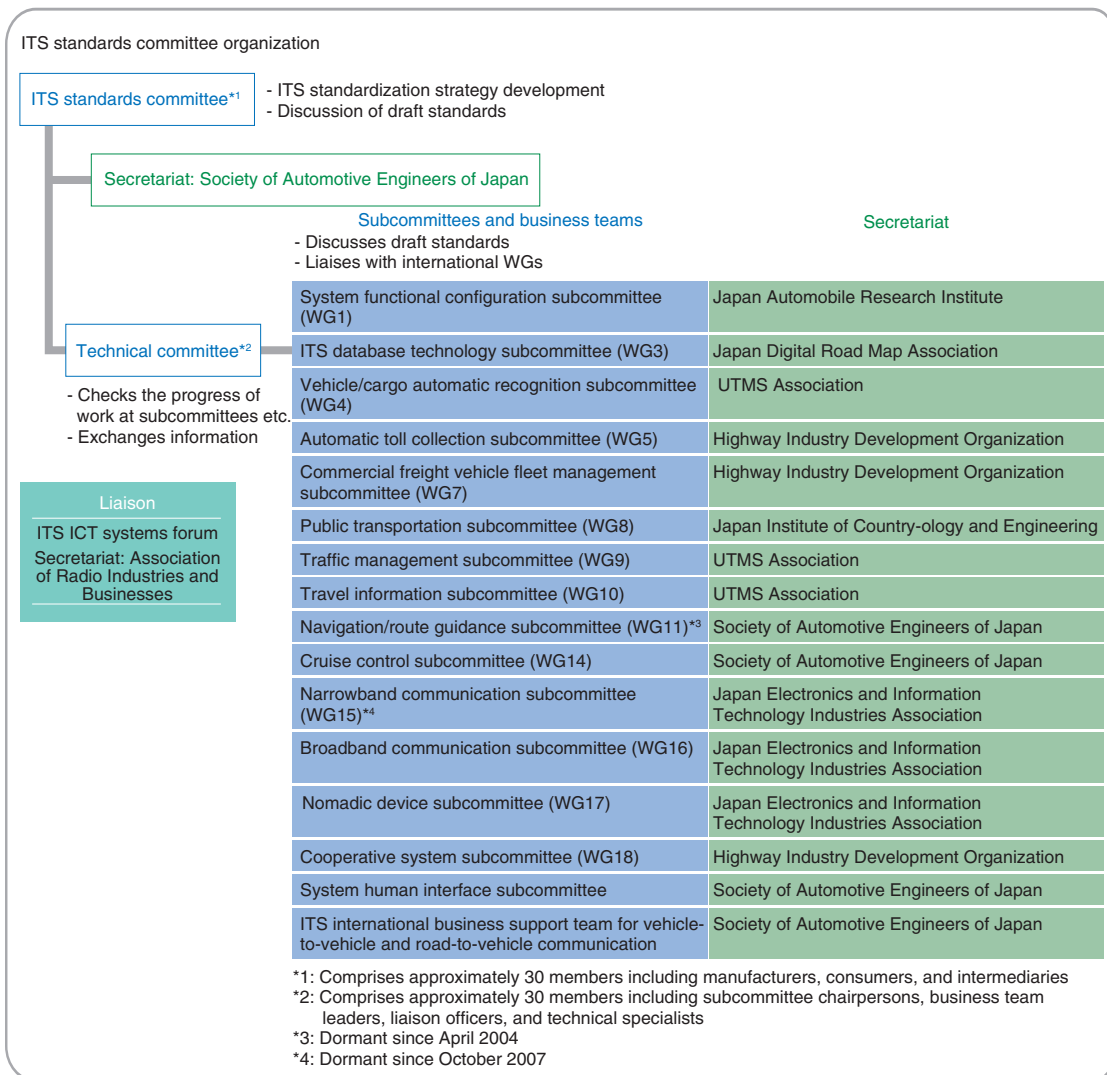 ITS standards committee organization
ITS standards committee*1
- ITS standardization strategy development
- Discussion of draft standards
Secretariat: Society of Automotive Engineers of Japan
Subcommittees and business teams
Secretariat
- Discusses draft standards
- Liaises with international WGs
System functional configuration subcommittee
(WG1)
Japan Automobile Research Institute
Technical committee*2
ITS database technology subcommittee (WG3)
Japan Digital Road Map Association
- Checks the progress of
work at subcommittees etc.
- Exchanges information
Vehicle/cargo automatic recognition subcommittee
(WG4)
UTMS Association
Automatic toll collection subcommittee (WG5)
Highway Industry Development Organization
Commercial freight vehicle fleet management
subcommittee (WG7)
Highway Industry Development Organization
Liaison
ITS ICT systems forum
Secretariat: Association
of Radio Industries and
Businesses
Public transportation subcommittee (WG8)
Japan Institute of Country-ology and Engineering
Traffic management subcommittee (WG9)
UTMS Association
Travel information subcommittee (WG10)
UTMS Association
Navigation/route guidance subcommittee (WG11)*3
Society of Automotive Engineers of Japan
Cruise control subcommittee (WG14)
Society of Automotive Engineers of Japan
Narrowband communication subcommittee
(WG15)*4
Japan Electronics and Information
Technology Industries Association
Broadband communication subcommittee (WG16)
Japan Electronics and Information
Technology Industries Association
Nomadic device subcommittee (WG17)
Japan Electronics and Information
Technology Industries Association
Cooperative system subcommittee (WG18)
Highway Industry Development Organization
System human interface subcommittee
Society of Automotive Engineers of Japan
ITS international business support team for vehicle-
to-vehicle and road-to-vehicle communication
Society of Automotive Engineers of Japan
*1: Comprises approximately 30 members including manufacturers, consumers, and intermediaries
*2: Comprises approximately 30 members including subcommittee chairpersons, business team
leaders, liaison officers, and technical specialists
*3: Dormant since April 2004
*4: Dormant since October 2007